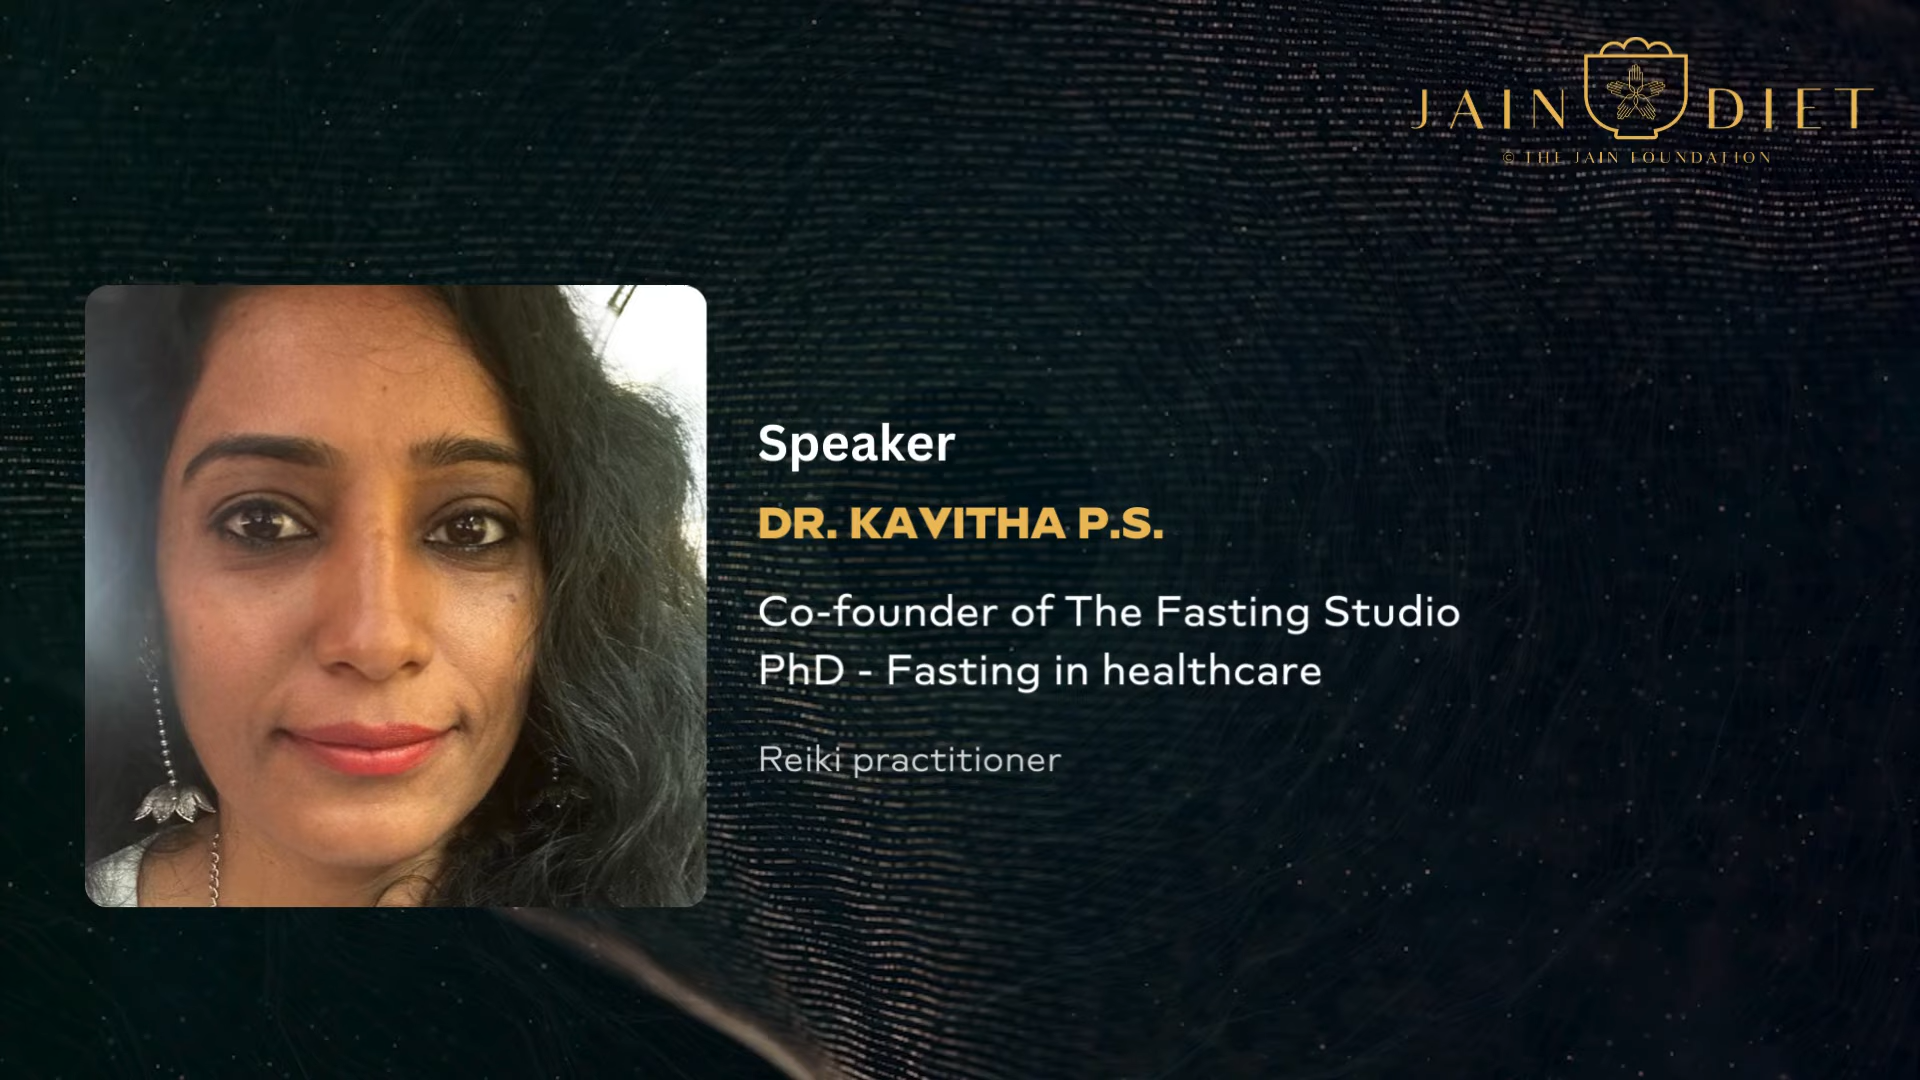 JAIN DIET
© THE JAIN FOUNDATION
Speaker
DR. KAVITHA P.S.
Co-founder of The Fasting Studio
PhD - Fasting in healthcare
Reiki practitioner